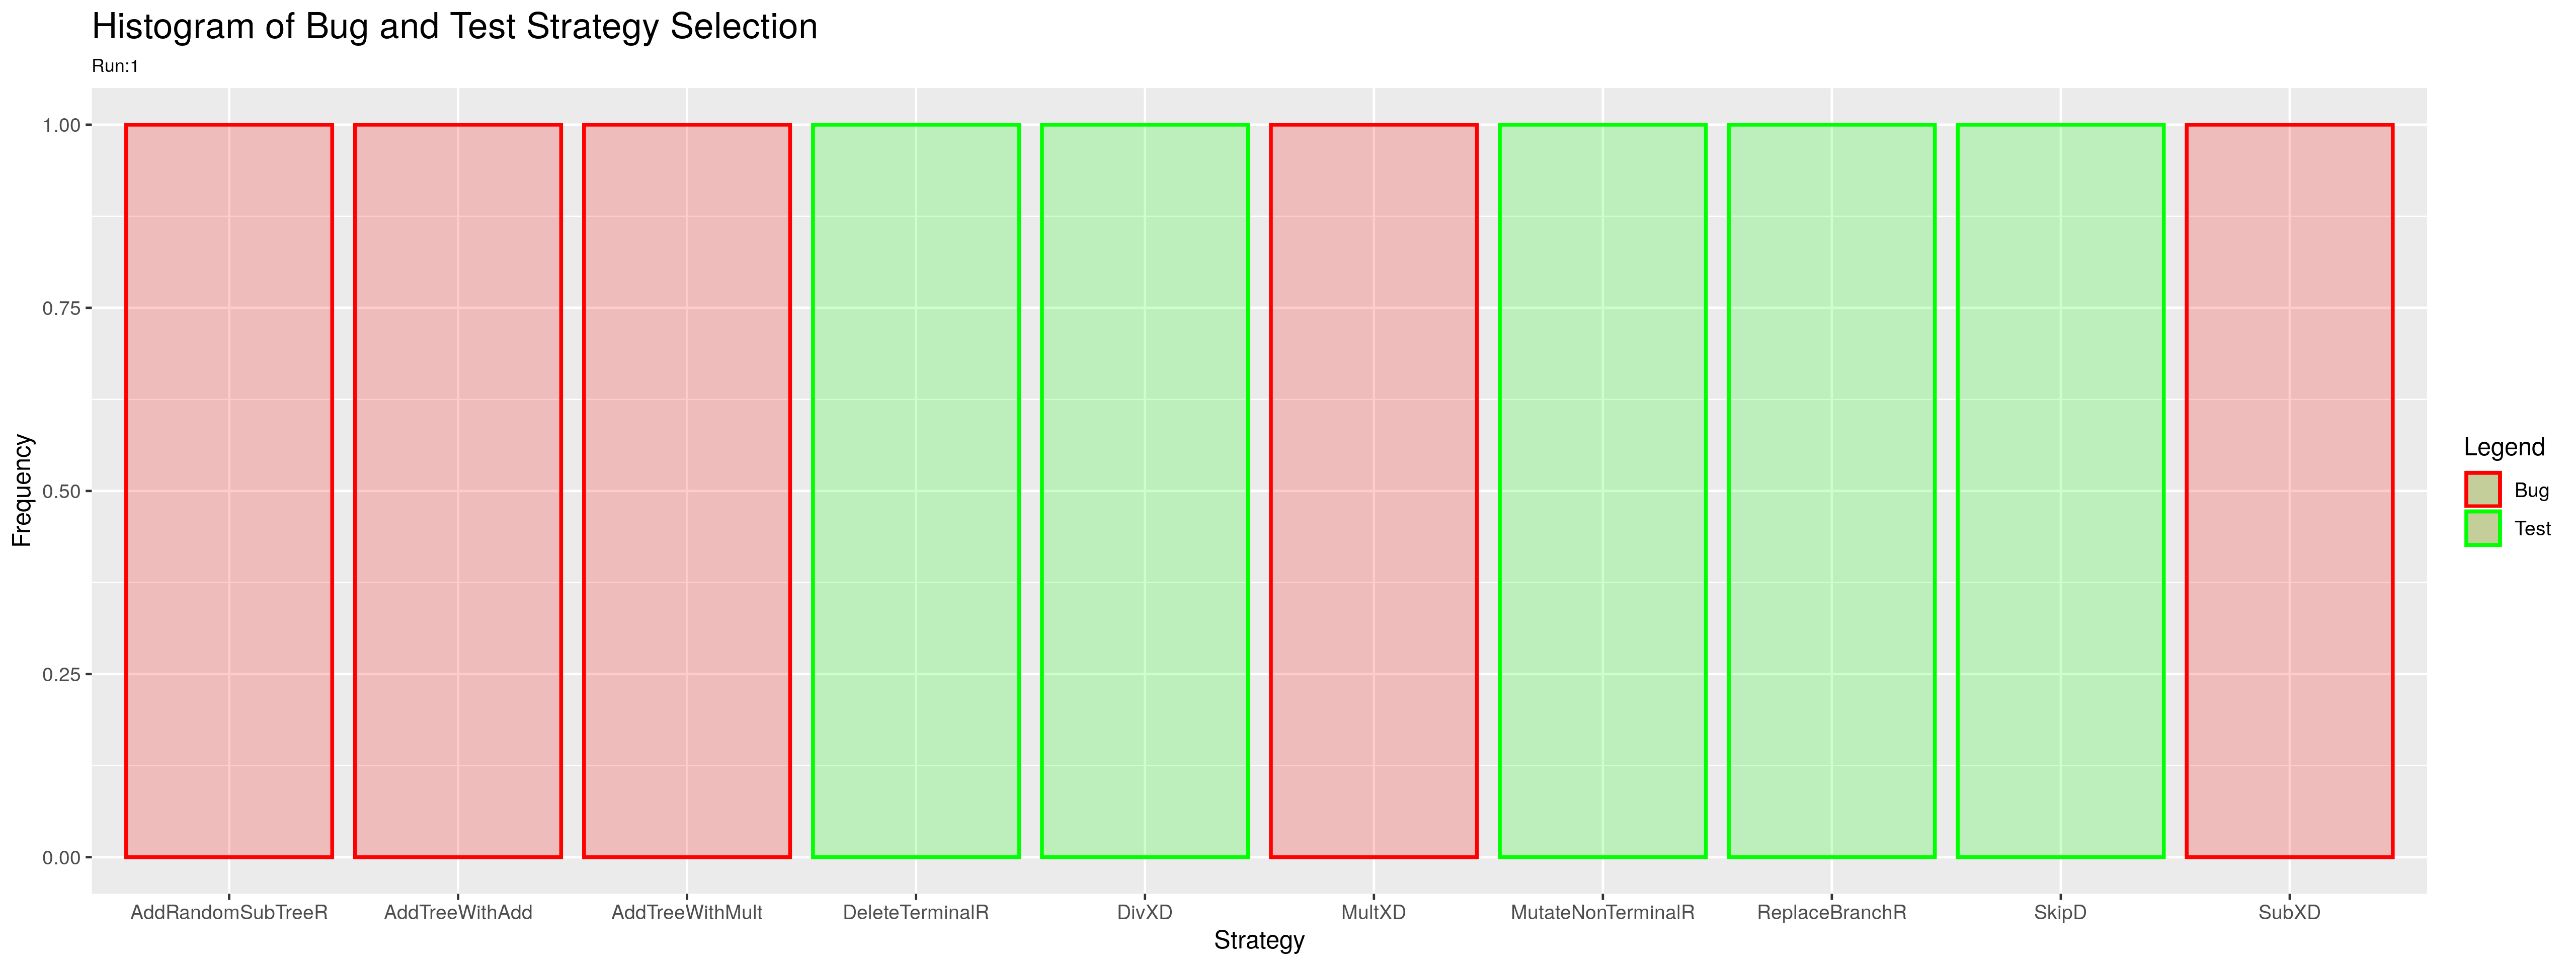 Histogram of Bug and Test Strategy Selection
Run:1
Frequency
1.00
0.75
0.50
0.25
0.00
AddRandomSubTreeR AddTreeWithAdd AddTreeWithMult DeleteTerminalR DivXD MultXD MutateNonTerminalR ReplaceBranchR SkipD SubXD
Strategy
Legend
Bug
Test